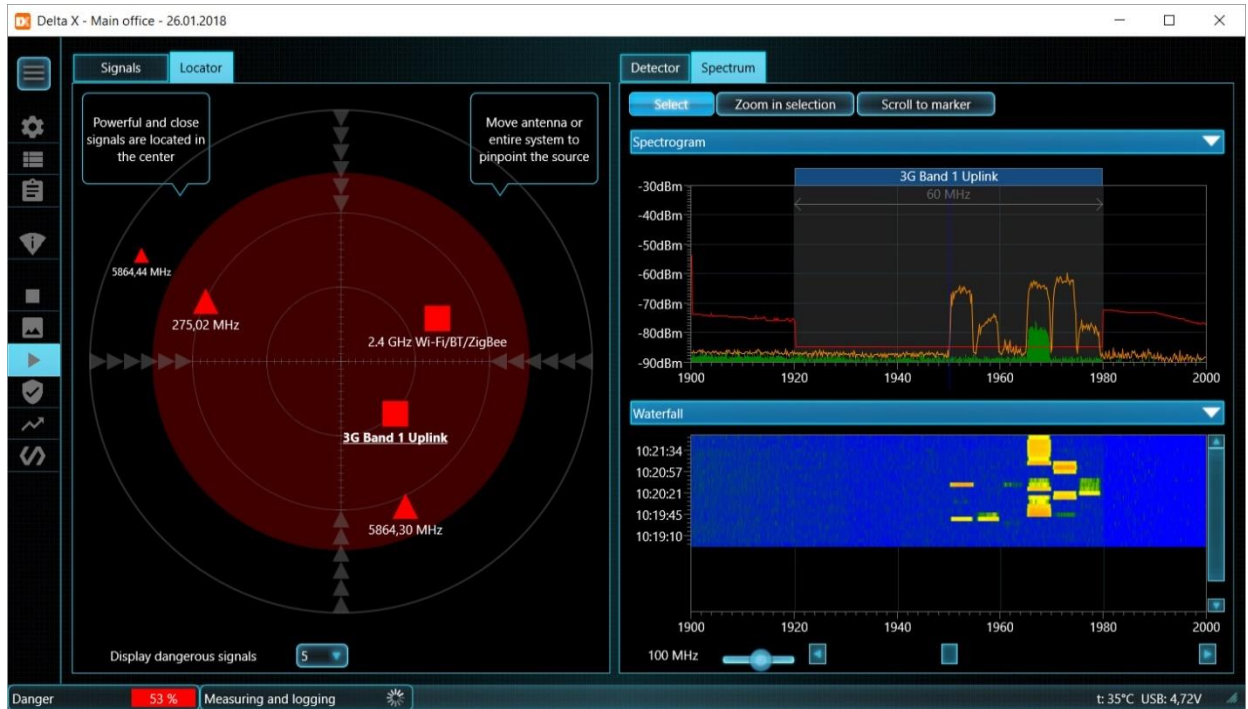 Delta X - Main office - 26.01.2018
Signals
Locator
Powerful and close
signals are located in
the center
Move antenna or
entire system to
pinpoint the source
5864,44 MHz
275,02 MHz
2.4 GHz Wi-Fi/BT/ZigBee
3G Band 1 Uplink
5864,30 MHz
Display dangerous signals
5
Detector
Spectrum
Select
Zoom in selection
Scroll to marker
Spectrogram
3G Band 1 Uplink
60 MHz
-30dBm
-40dBm
-50dBm
-60dBm
-70dBm
-80dBm
-90dBm
1900 1920 1940 1960 1980 2000
Waterfall
10:21:34
10:20:57
10:20:21
10:19:45
10:19:10
1900 1920 1940 1960 1980 2000
100 MHz
Danger
53 %
Measuring and logging
t: 35°C USB: 4,72V